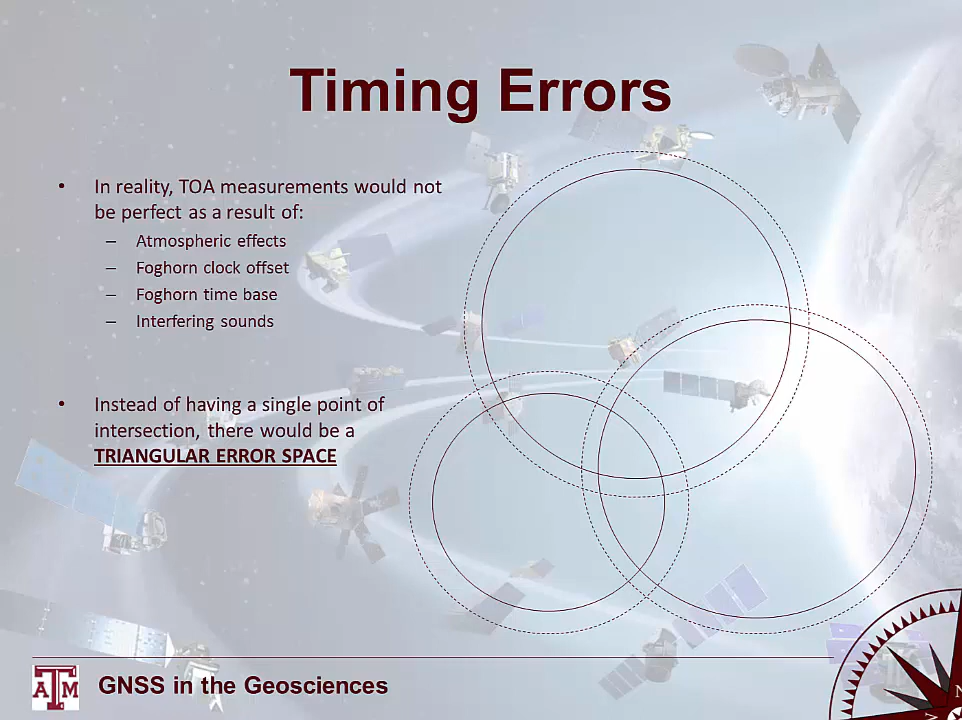 Timing Errors
• In reality, TOA measurements would not
be perfect as a result of:
– Atmospheric effects
– Foghorn clock offset
– Foghorn time base
– Interfering sounds
• Instead of having a single point of
intersection, there would be a
TRIANGULAR ERROR SPACE
ATM
GNSS in the Geosciences
N